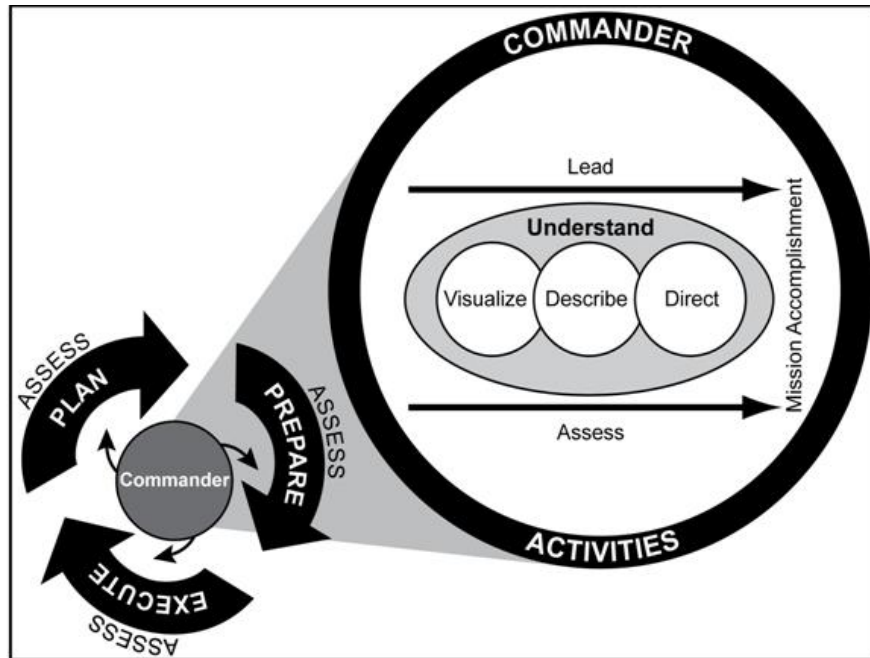 COMMANDER
Lead
Understand
Visualize
Describe
Direct
Assess
Mission Accomplishment
ACTIVITIES
ASSESS
PLAN
ASSESS
PREPARE
Commander
EXECUTE
ASSESS